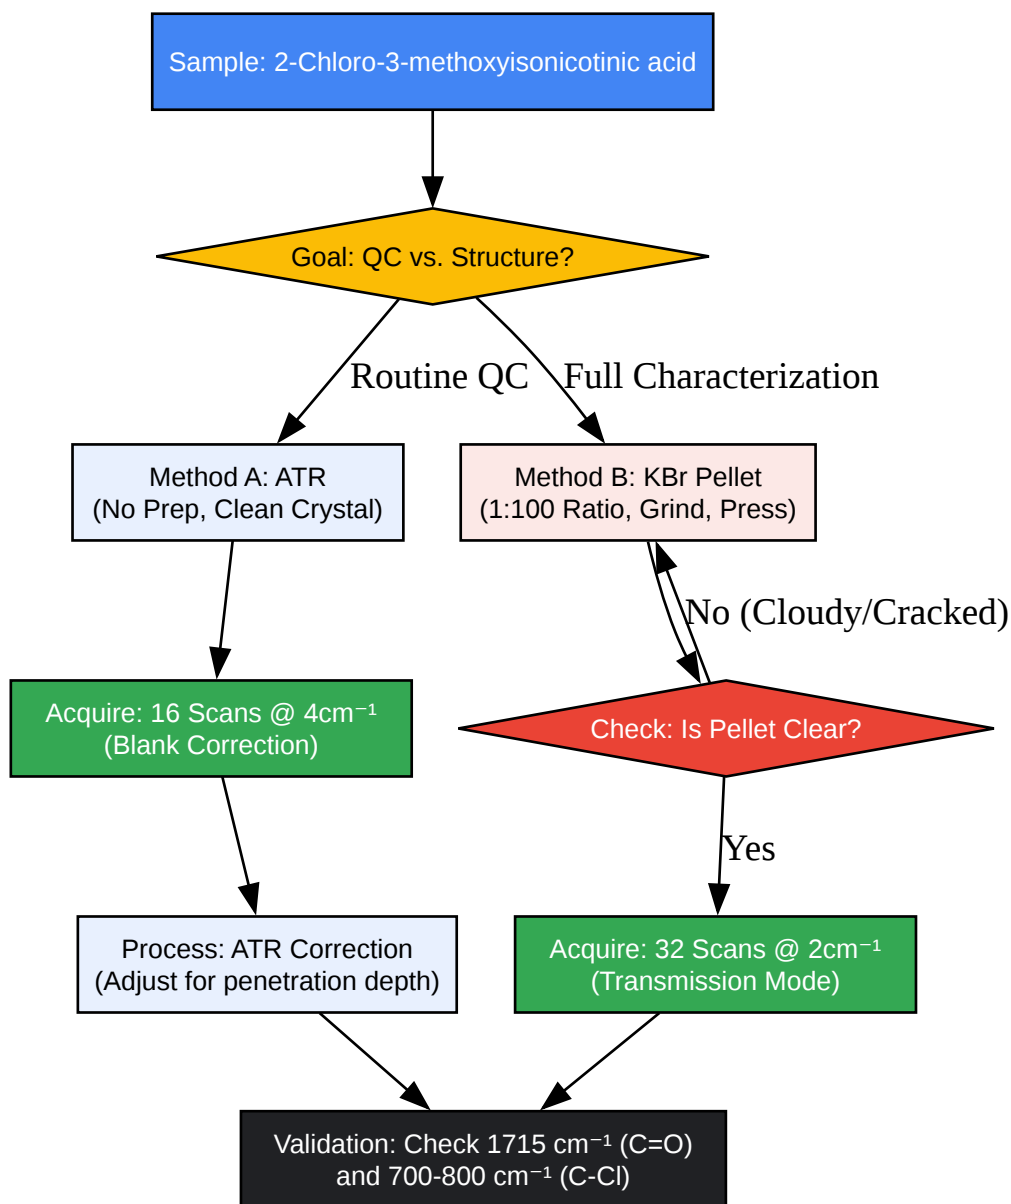 Sample: 2-Chloro-3-methoxyisonicotinic acid
Goal: QC vs. Structure?
Routine QC
Full Characterization
Method A: ATR
(No Prep, Clean Crystal)
Method B: KBr Pellet
(1:100 Ratio, Grind, Press)
No (Cloudy/Cracked)
Acquire: 16 Scans @ 4cm⁻¹
(Blank Correction)
Check: Is Pellet Clear?
Yes
Process: ATR Correction
(Adjust for penetration depth)
Acquire: 32 Scans @ 2cm⁻¹
(Transmission Mode)
Validation: Check 1715 cm⁻¹ (C=O)
and 700-800 cm⁻¹ (C-Cl)